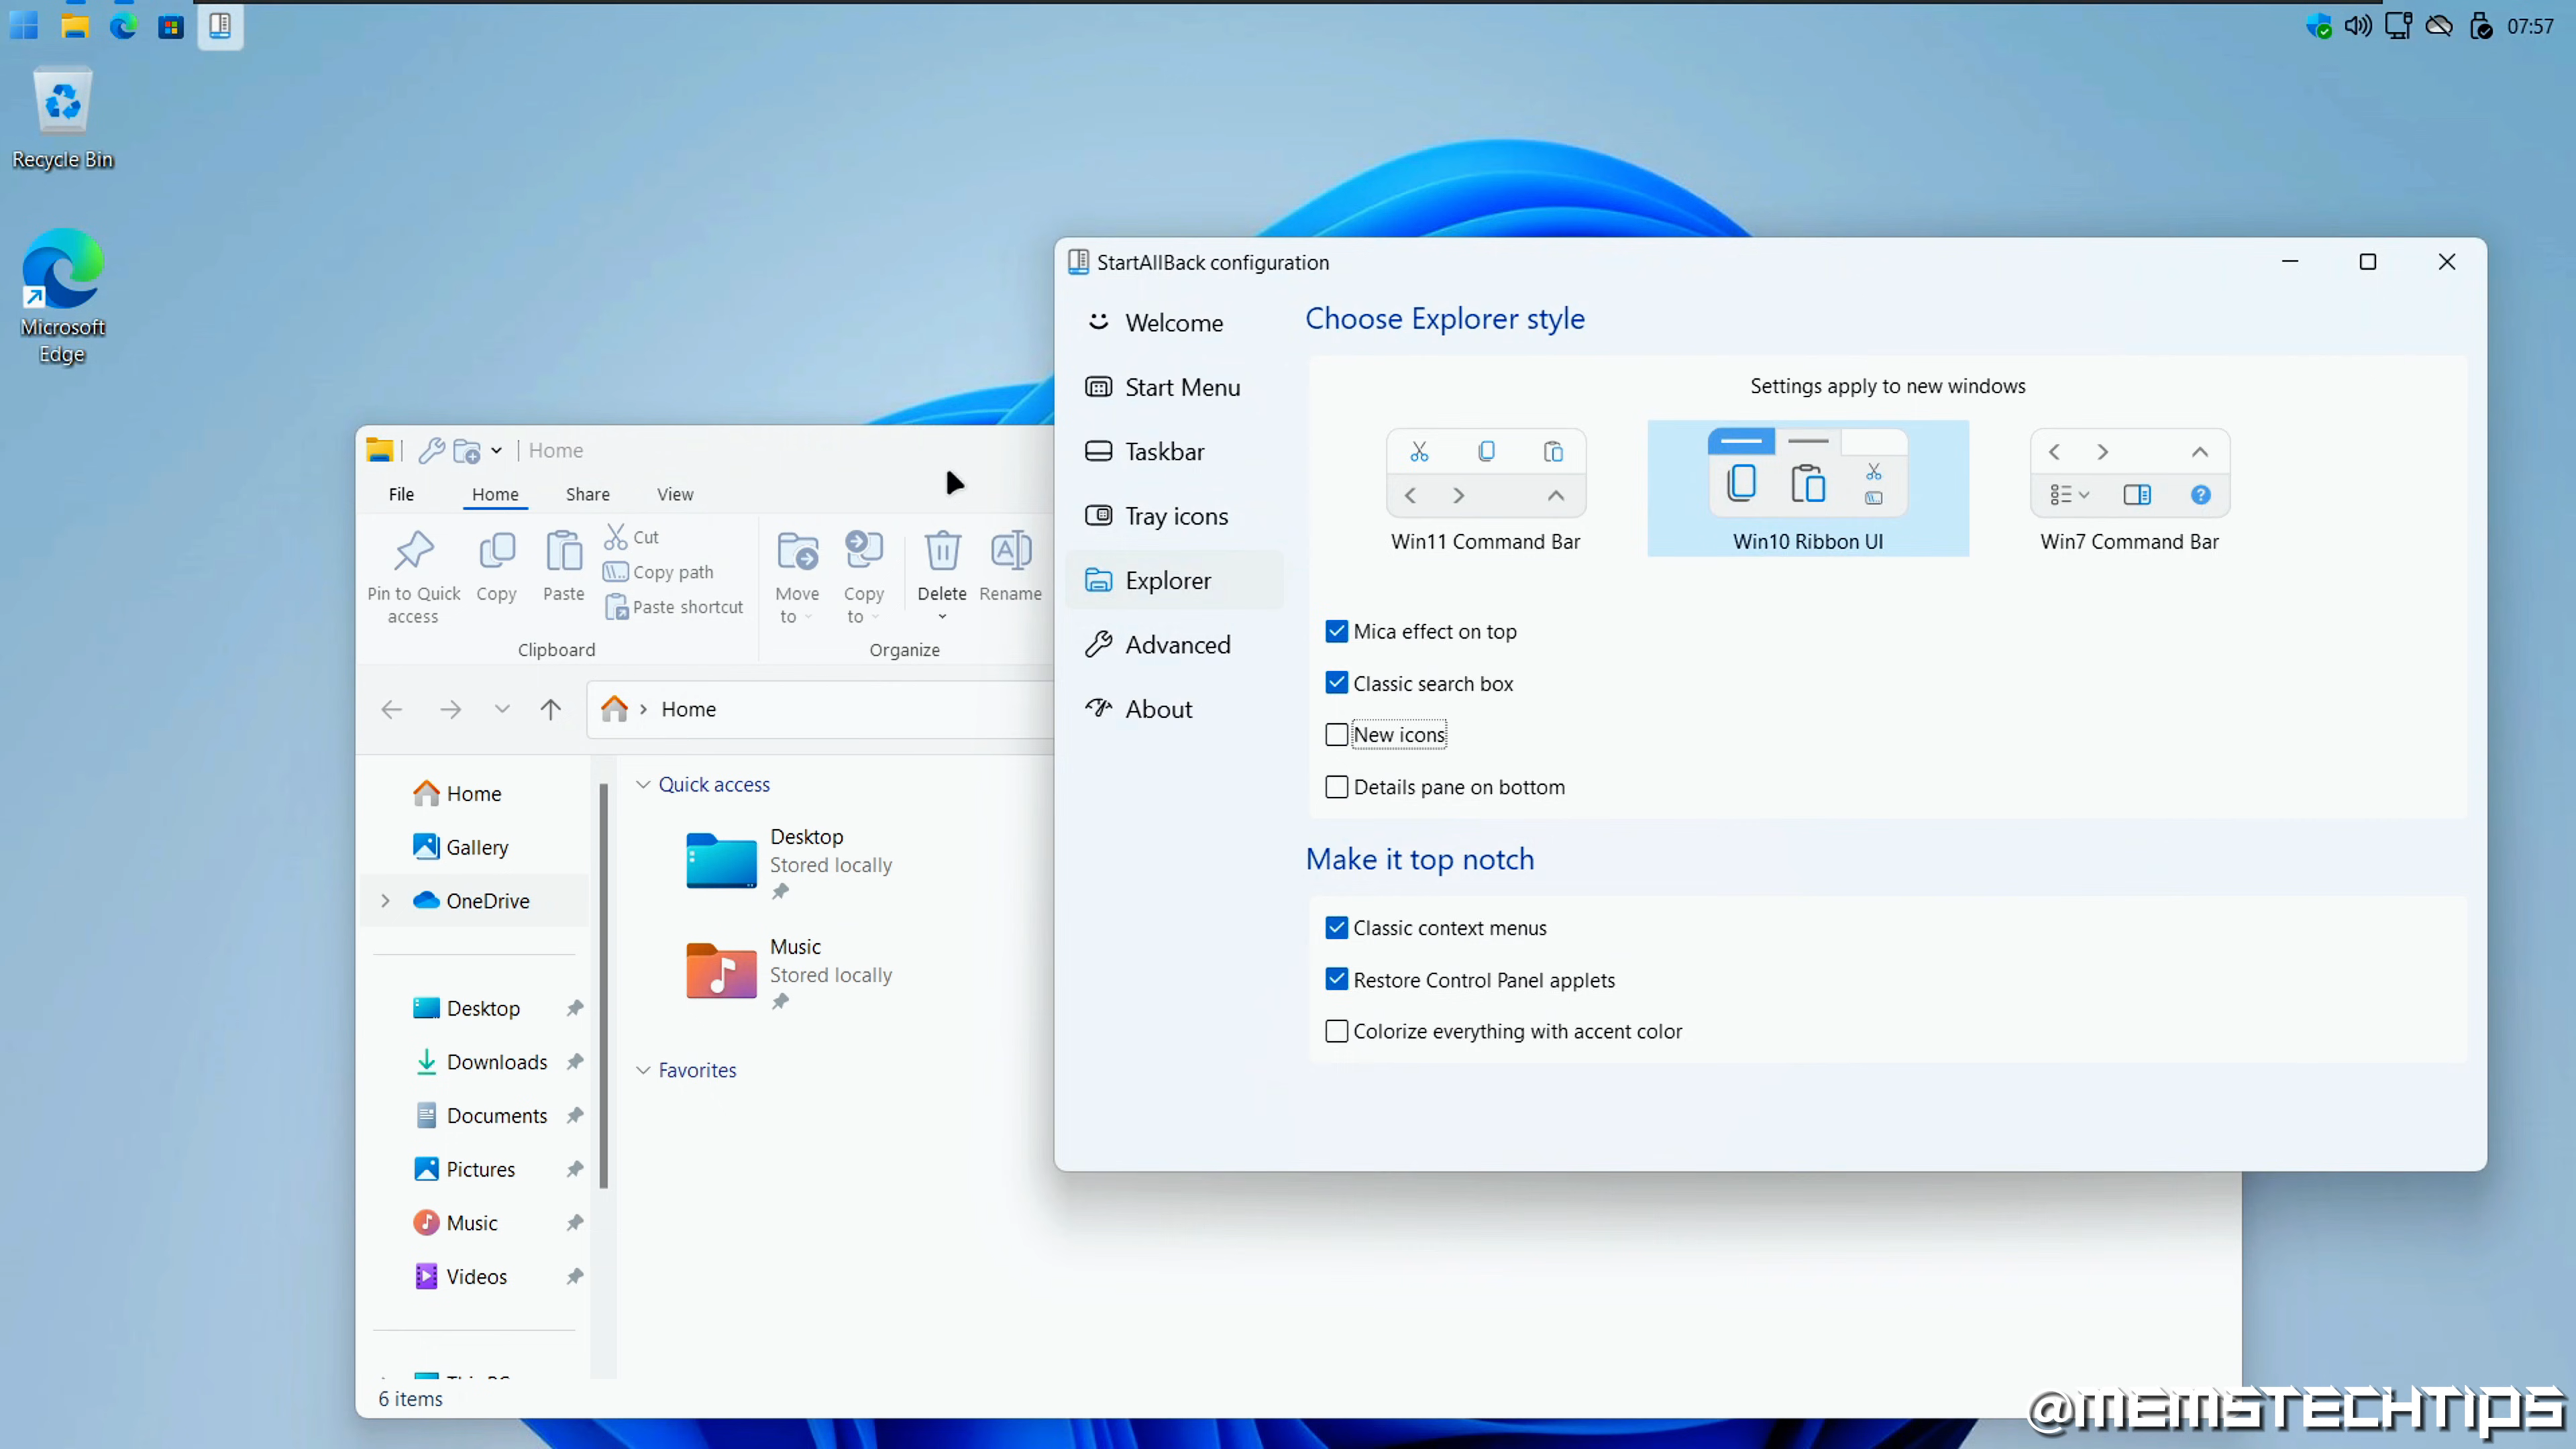 07:57
Recycle Bin
Microsoft
Edge
Home
File
Home
Share
View
Pin to Quick
access
Copy
Paste
Cut
Copy path
Paste shortcut
Clipboard
Move
to
Copy
to
Delete
Rename
Organize
Home
Home
Gallery
OneDrive
Desktop
Downloads
Documents
Pictures
Music
Videos
Quick access
Desktop
Stored locally
Music
Stored locally
Favorites
6 items
StartAllBack configuration
Welcome
Start Menu
Taskbar
Tray icons
Explorer
Advanced
About
Choose Explorer style
Settings apply to new windows
Win11 Command Bar
Win10 Ribbon UI
Win7 Command Bar
Mica effect on top
Classic search box
New icons
Details pane on bottom
Make it top notch
Classic context menus
Restore Control Panel applets
Colorize everything with accent color
@MEMSTECHTIPS